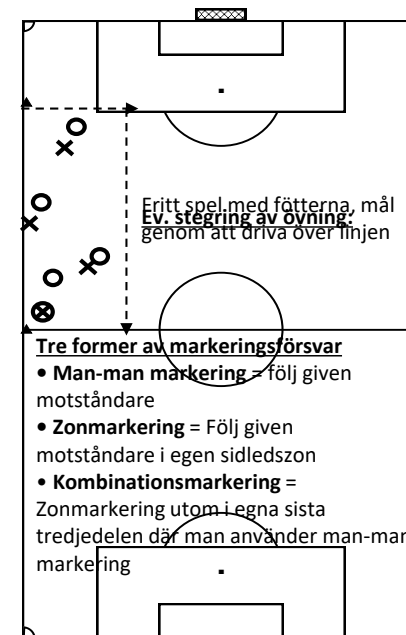 Fritt spel med fötterna, mål
Ev. stegring av övning:
genom att driva över linjen
Tre former av markeringsförsvar
• Man-man markering = följ given
motståndare
• Zonmarkering = Följ given
motståndare i egen sidledszon
• Kombinationsmarkering =
Zonmarkering utom i egna sista
tredjedelen där man använder man-man
markering